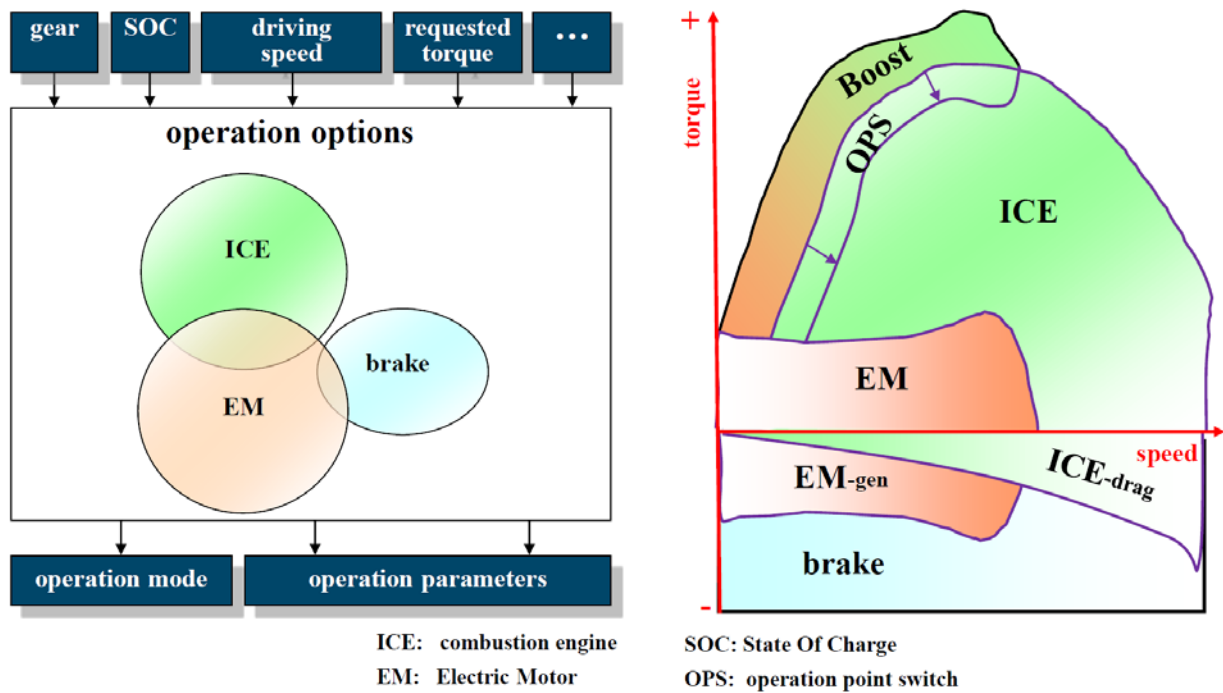 gear
SOC
driving
speed
requested
torque
...
operation options
ICE
EM
brake
operation mode
operation parameters
+
torque
Boost
OPS
ICE
EM
speed
EM-gen
ICE-drag
brake
-
ICE: combustion engine
EM: Electric Motor
SOC: State Of Charge
OPS: operation point switch